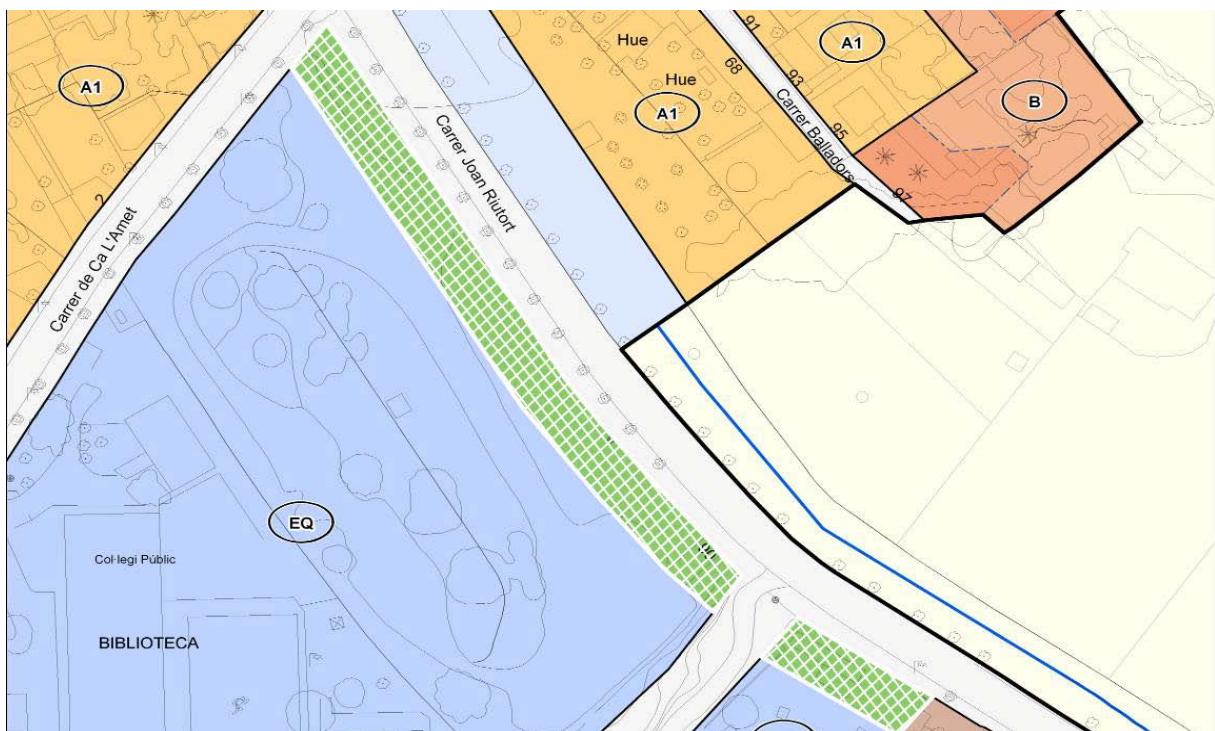 A1
Hue
Hue
68
A1
91
93
95
97
A1
B
Carrer Balladors
Carrer Joan Riutort
2
Carrer de Ca L'Amet
EQ
Col·legi Públic
BIBLIOTECA